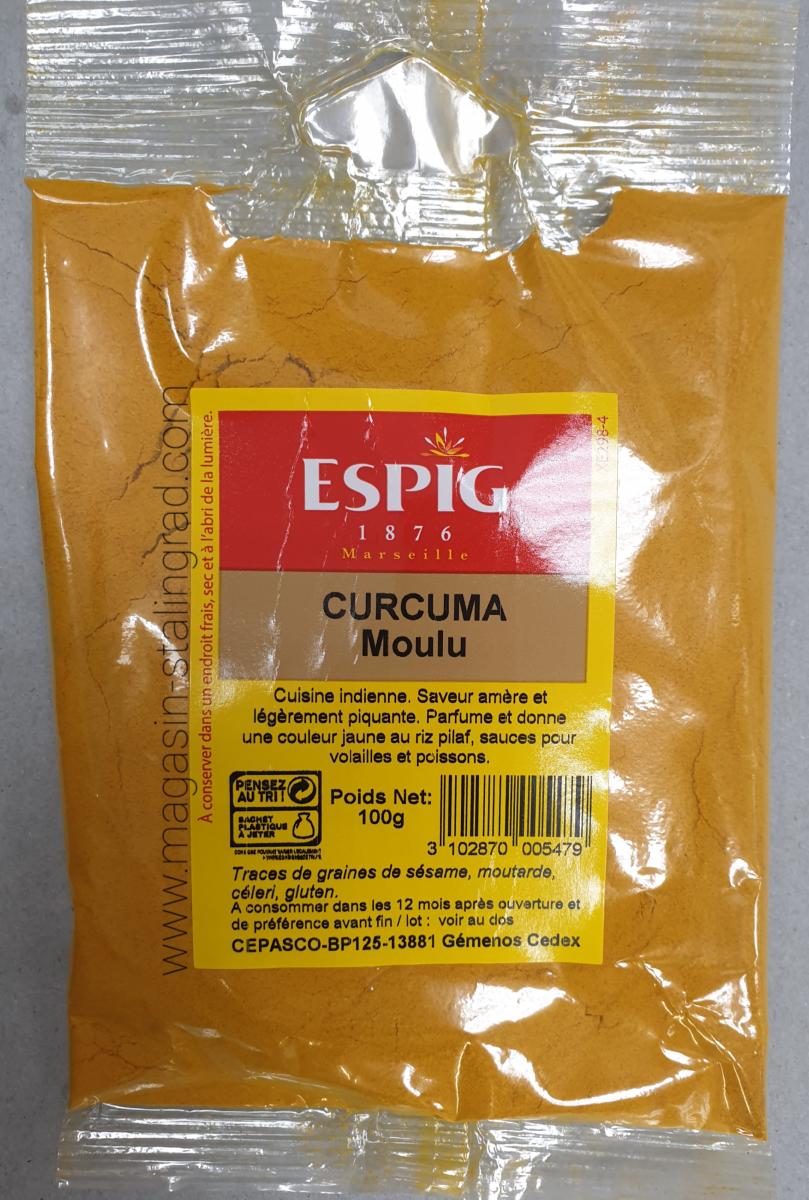 ESPIG
1876
Marseille
CURCUMA
Moulu
Cuisine indienne. Saveur amère et
légèrement piquante. Parfume et donne
une couleur jaune au riz pilaf, sauces pour
volailles et poissons.
PENSEZ
AU TRI !
SACHET
PLASTIQUE
À JETER
Poids Net:
100g
3 102870 005479
Traces de graines de sésame, moutarde,
céleri, gluten.
A consommer dans les 12 mois après ouverture et
de préférence avant fin / lot : voir au dos
CEPASCO-BP125-13881 Gémenos Cedex
À conserver dans un endroit frais, sec et à l'abri de la lumière.
www.magasin-stalingrad.com